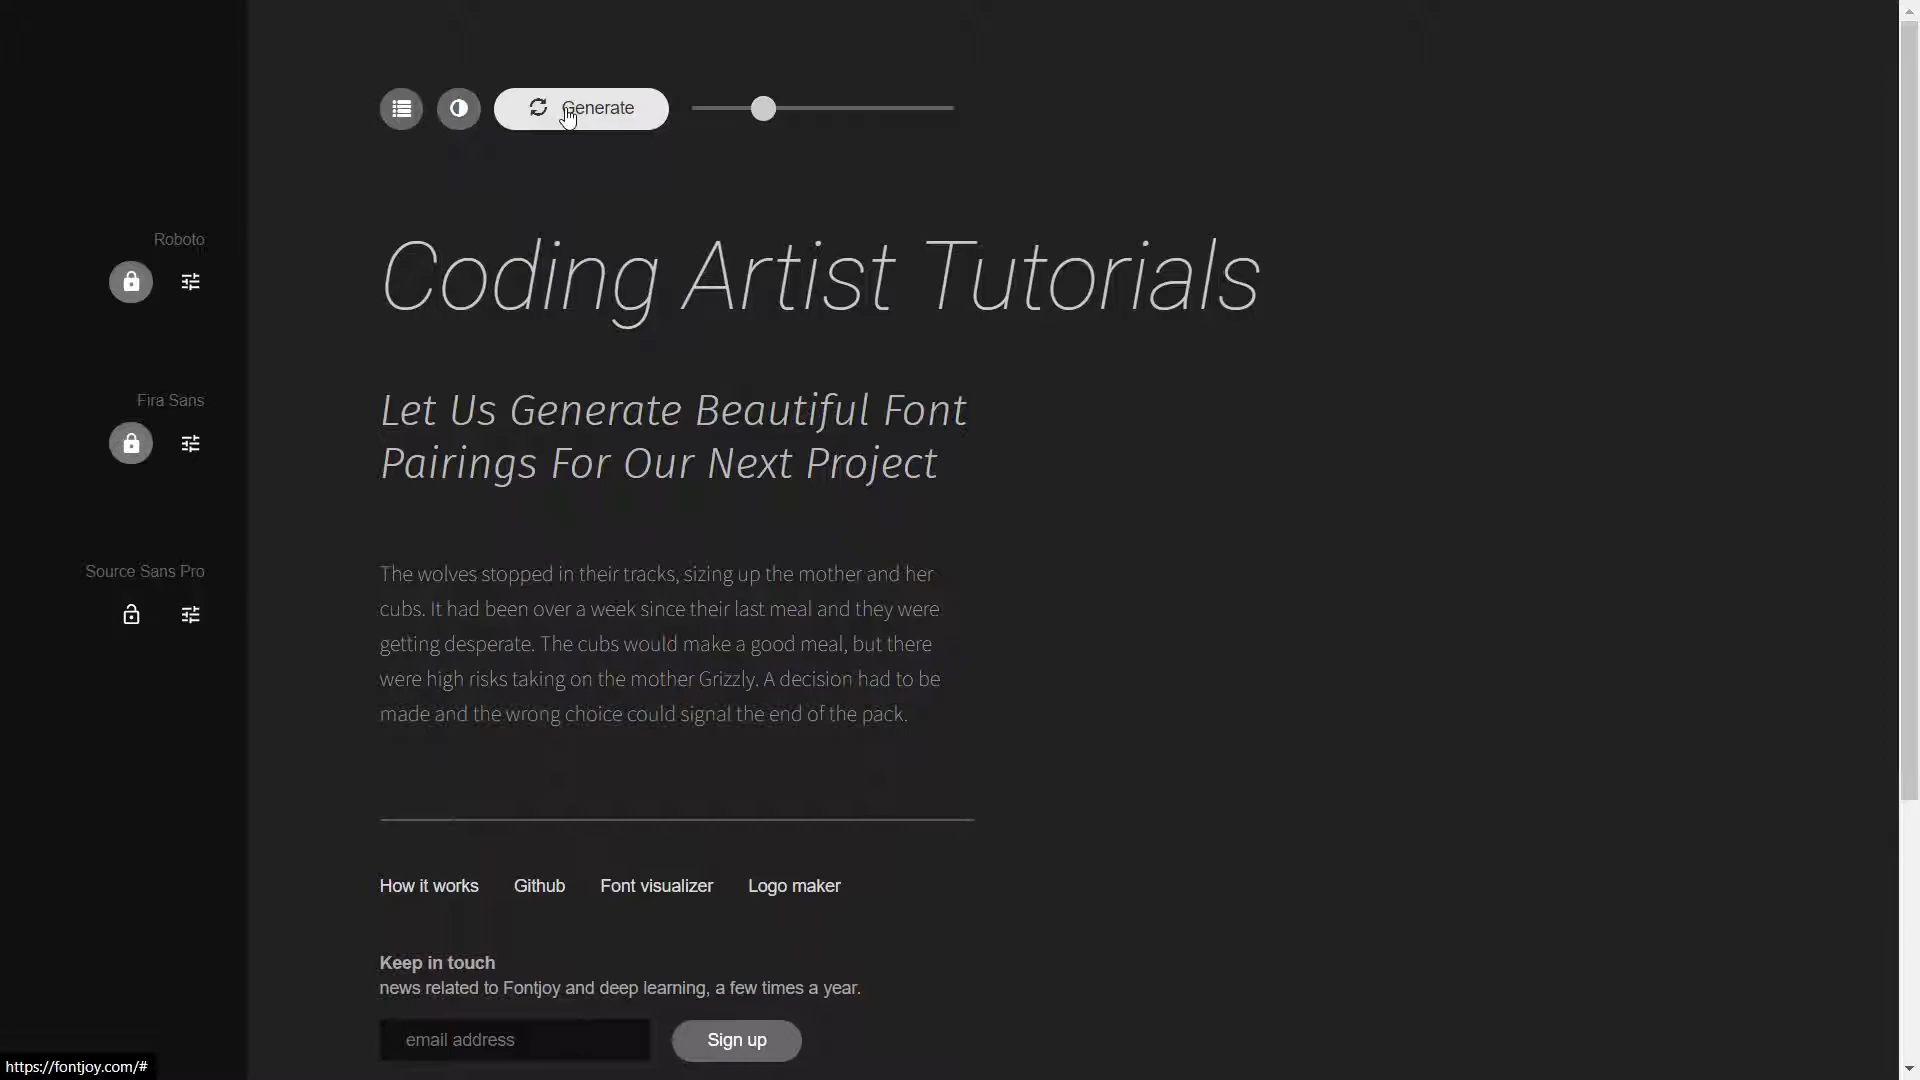 Generate
Roboto
Coding Artist Tutorials
Fira Sans
Let Us Generate Beautiful Font
Pairings For Our Next Project
Source Sans Pro
The wolves stopped in their tracks, sizing up the mother and her
cubs. It had been over a week since their last meal and they were
getting desperate. The cubs would make a good meal, but there
were high risks taking on the mother Grizzly. A decision had to be
made and the wrong choice could signal the end of the pack.
How it works Github Font visualizer Logo maker
Keep in touch
news related to Fontjoy and deep learning, a few times a year.
email address Sign up
https://fontjoy.com/#